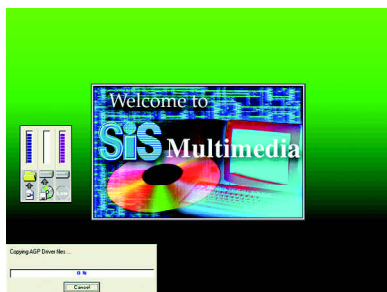 Welcome to
SiS Multimedia
Copying AGP Driver files ...
0 %
Cancel